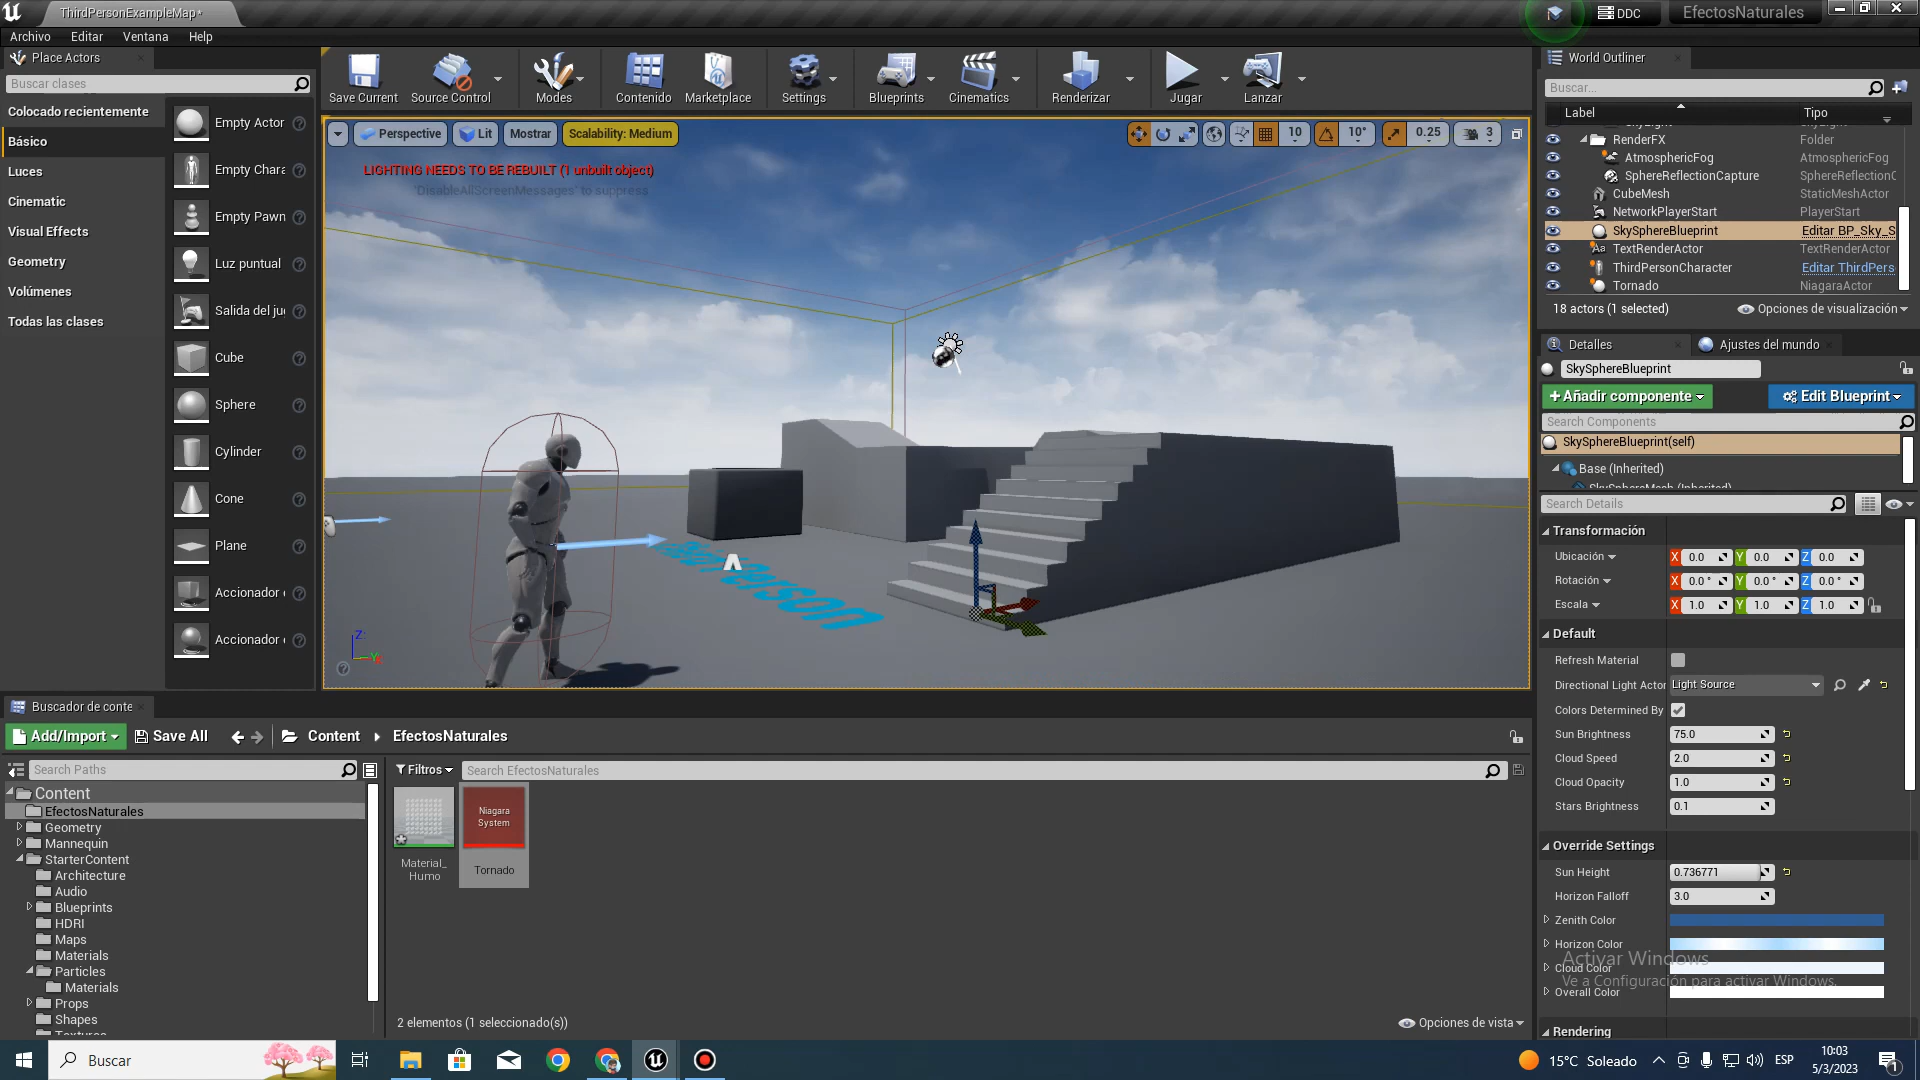 ThirdPersonExampleMap*
DDC
EfectosNaturales
Archivo
Editar
Ventana
Help
Place Actors
Buscar clases
Colocado recientemente
Básico
Luces
Cinematic
Visual Effects
Geometry
Volúmenes
Todas las clases
Empty Actor
Empty Chara
Empty Pawn
Luz puntual
Salida del jue
Cube
Sphere
Cylinder
Cone
Plane
Accionador
Accionador
Save Current
Source Control
Modes
Contenido
Marketplace
Settings
Blueprints
Cinematics
Renderizar
Jugar
Lanzar
Perspective
Lit
Mostrar
Scalability: Medium
10
10°
0.25
3
LIGHTING NEEDS TO BE REBUILT (1 unbuilt object)
'DisableAllScreenMessages' to suppress
World Outliner
Buscar...
Label
Tipo
RenderFX
Folder
AtmosphericFog
AtmosphericFog
SphereReflectionCapture
SphereReflectionC
CubeMesh
StaticMeshActor
NetworkPlayerStart
PlayerStart
SkySphereBlueprint
Editar BP_Sky_S
TextRenderActor
TextRenderActor
ThirdPersonCharacter
Editar ThirdPers
Tornado
NiagaraActor
18 actors (1 selected)
Opciones de visualización
Detalles
Ajustes del mundo
SkySphereBlueprint
+Añadir componente
Edit Blueprint
Search Components
SkySphereBlueprint(self)
Base (Inherited)
SkySphereMesh (Inherited)
Search Details
Transformación
Ubicación
X 0.0 Y 0.0 Z 0.0
Rotación
X 0.0 ° Y 0.0 ° Z 0.0 °
Escala
X 1.0 Y 1.0 Z 1.0
Default
Refresh Material
Directional Light Actor
Light Source
Colors Determined By
Sun Brightness
75.0
Cloud Speed
2.0
Cloud Opacity
1.0
Stars Brightness
0.1
Override Settings
Sun Height
0.736771
Horizon Falloff
3.0
Zenith Color
Horizon Color
Cloud Color
Overall Color
Rendering
Activar Windows
Ve a Configuración para activar Windows.
Buscador de conte
Add/Import
Save All
Content
EfectosNaturales
Search Paths
Filtros
Search EfectosNaturales
Content
EfectosNaturales
Geometry
Mannequin
StarterContent
Architecture
Audio
Blueprints
HDRI
Maps
Materials
Particles
Materials
Props
Shapes
Textures
Material_
Humo
Niagara
System
Tornado
2 elementos (1 seleccionado(s))
Opciones de vista
Buscar
15°C Soleado
ESP
10:03
5/3/2023
1